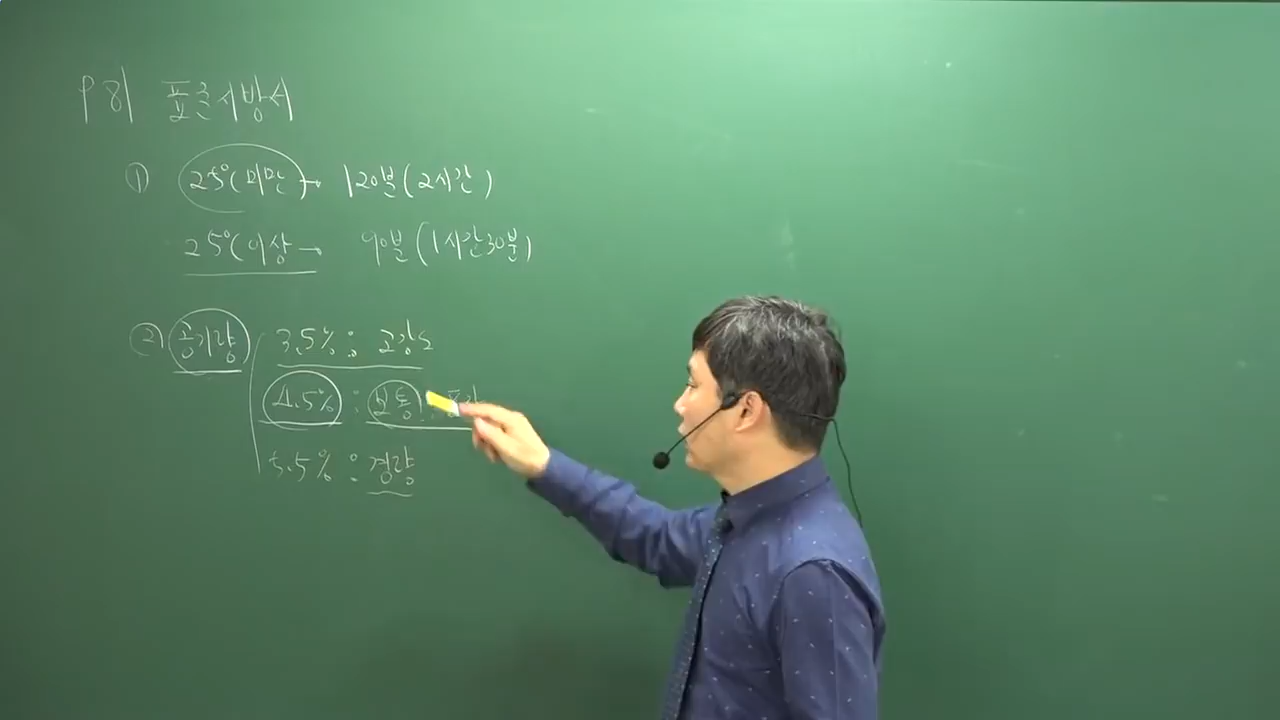 P81 표준시방서
① 25℃미만 → 120분(2시간)
25℃이상 → 90분(1시간30분)
② 공기량 3.5% : 고강도
4.5% : 보통
5.5% : 경량